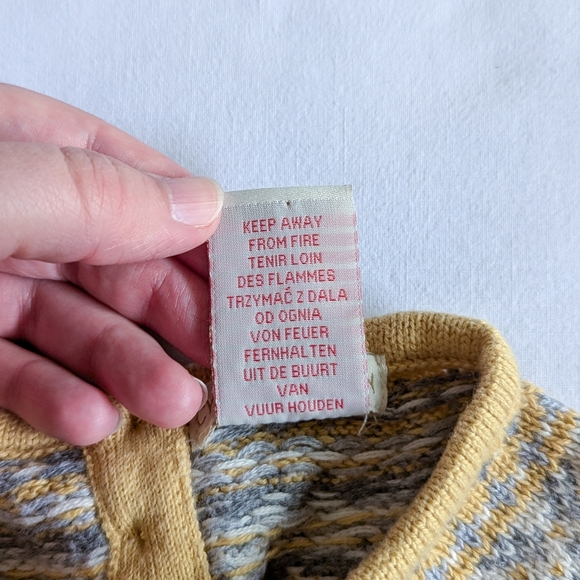 KEEP AWAY
FROM FIRE
TENIR LOIN
DES FLAMMES
TRZYMAĆ Z DALA
OD OGNIA
VON FEUER
FERNHALTEN
UIT DE BUURT
VAN
VUUR HOUDEN